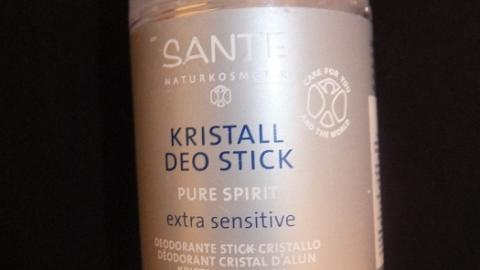 SANTE
NATURKOSMETIK
CARE FOR YOU
AND THE WORLD
KRISTALL
DEO STICK
PURE SPIRIT
extra sensitive
DEODORANTE STICK CRISTALLO
DÉODORANT CRISTAL D'ALUN